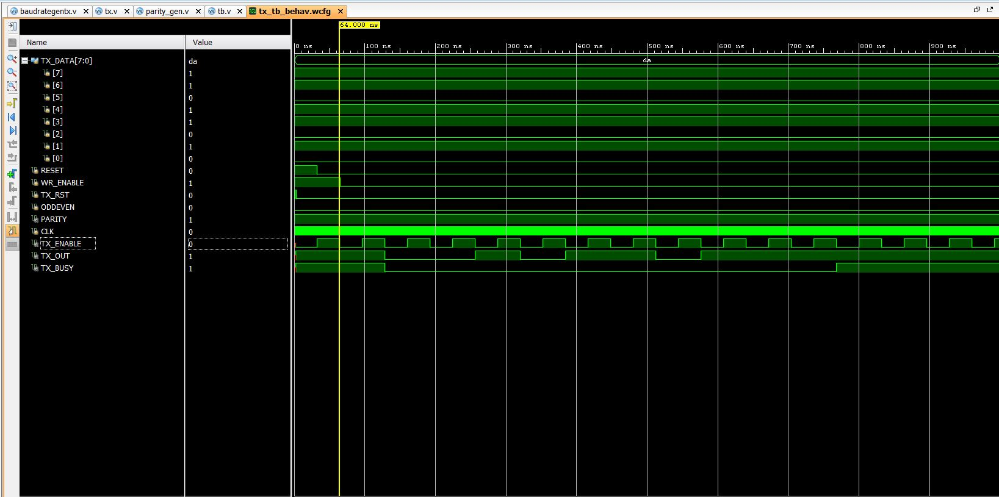 baudrategentx.v tx.v parity_gen.v tb.v tx_tb_behav.wcfg
64.000 ns
Name Value
0 ns 100 ns 200 ns 300 ns 400 ns 500 ns 600 ns 700 ns 800 ns 900 ns
TX_DATA[7:0] da da
[7] 1
[6] 1
[5] 0
[4] 1
[3] 1
[2] 0
[1] 1
[0] 0
RESET 0
WR_ENABLE 1
TX_RST 0
ODDEVEN 0
PARITY 1
CLK 0
TX_ENABLE 0
TX_OUT 1
TX_BUSY 1